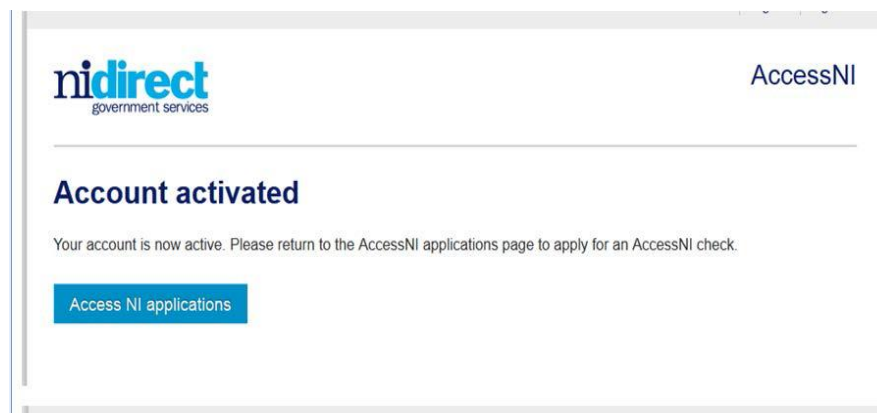 nidirect
government services
AccessNI
Account activated
Your account is now active. Please return to the AccessNI applications page to apply for an AccessNI check.
Access NI applications